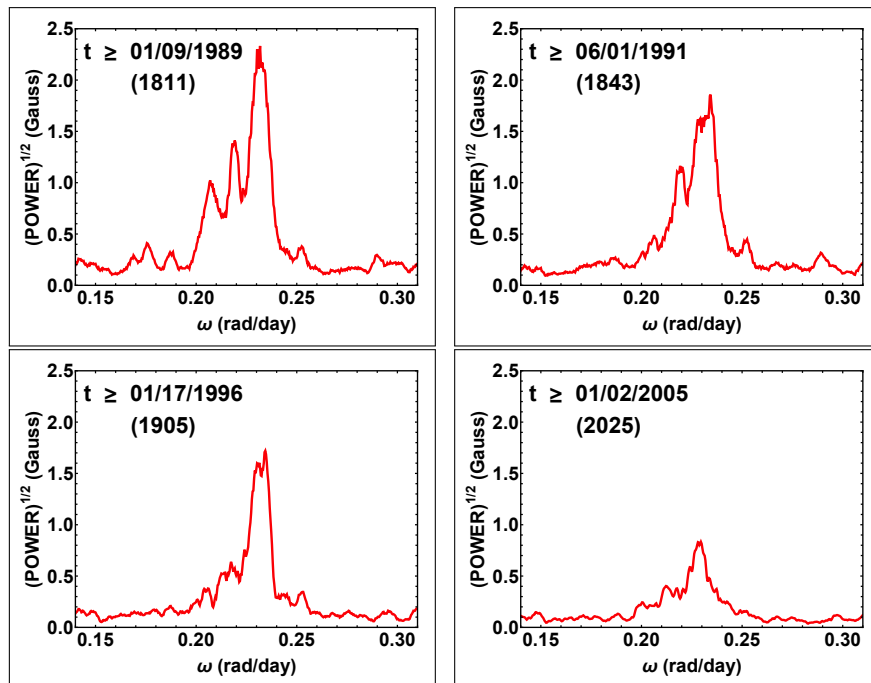 2.5
t ≥ 01/09/1989
(1811)
2.0
1.5
1.0
0.5
0.0
0.15 0.20 0.25 0.30
(POWER)^{1/2} (Gauss)
ω (rad/day)
2.5
t ≥ 06/01/1991
(1843)
2.0
1.5
1.0
0.5
0.0
0.15 0.20 0.25 0.30
(POWER)^{1/2} (Gauss)
ω (rad/day)
2.5
t ≥ 01/17/1996
(1905)
2.0
1.5
1.0
0.5
0.0
0.15 0.20 0.25 0.30
(POWER)^{1/2} (Gauss)
ω (rad/day)
2.5
t ≥ 01/02/2005
(2025)
2.0
1.5
1.0
0.5
0.0
0.15 0.20 0.25 0.30
(POWER)^{1/2} (Gauss)
ω (rad/day)